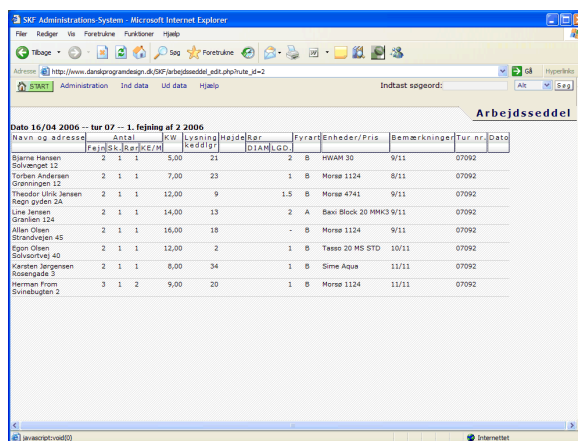 SKF Administrations-System - Microsoft Internet Explorer
Filer Rediger Vis Foretrukne Funktioner Hjælp
Tilbage Søg Foretrukne
Adresse http://www.danskprogramdesign.dk/SKF/arbejdsseddel_edit.php?rute_id=2 Gå Hyperlinks
START Administration Ind data Ud data Hjælp Indtast søgeord: Alt Søg
Arbejdsseddel
Dato 16/04 2006 -- tur 07 -- 1. fejning af 2 2006
Navn og adresse Antal KW Lysning Højde Rør Fyrart Enheder/Pris Bemærkninger Tur nr. Dato
Fejn Sk. Rør KE/M keddlgr DIAM LGD.
Bjarne Hansen 2 1 1 5,00 21 2 B HWAM 30 9/11 07092
Solvænget 12
Torben Andersen 2 1 1 7,00 23 1 B Morsø 1124 8/11 07092
Grønningen 12
Theodor Ulrik Jensen 2 1 1 12,00 9 1.5 B Morsø 4741 9/11 07092
Regn gyden 2A
Line Jensen 2 1 1 14,00 13 2 A Baxi Block 20 MMK3 9/11 07092
Granlien 124
Allan Olsen 2 1 1 16,00 18 - B Morsø 1124 9/11 07092
Strandvejen 45
Egon Olsen 2 1 1 12,00 2 1 B Tasso 20 MS STD 10/11 07092
Solvsortvej 40
Karsten Jørgensen 2 1 1 8,00 34 1 B Sime Aqua 11/11 07092
Rosengade 3
Herman From 3 1 2 9,00 20 1 B Morsø 1124 11/11 07092
Svinebugten 2
javascript:void(0) Internettet